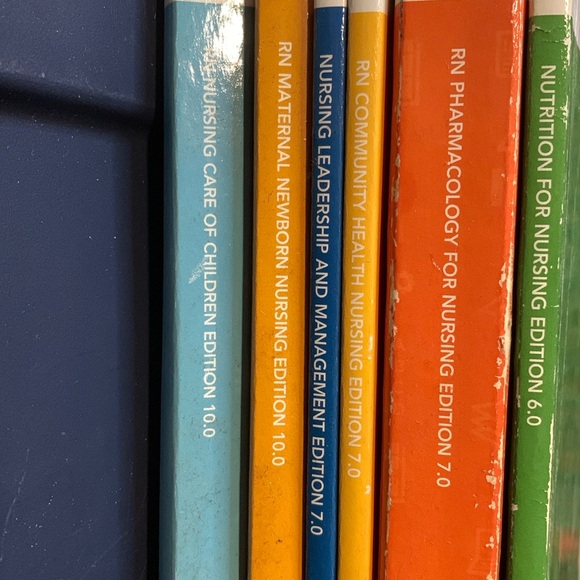 NURSING CARE OF CHILDREN EDITION 10.0
RN MATERNAL NEWBORN NURSING EDITION 10.0
NURSING LEADERSHIP AND MANAGEMENT EDITION 7.0
RN COMMUNITY HEALTH NURSING EDITION 7.0
RN PHARMACOLOGY FOR NURSING EDITION 7.0
NUTRITION FOR NURSING EDITION 6.0